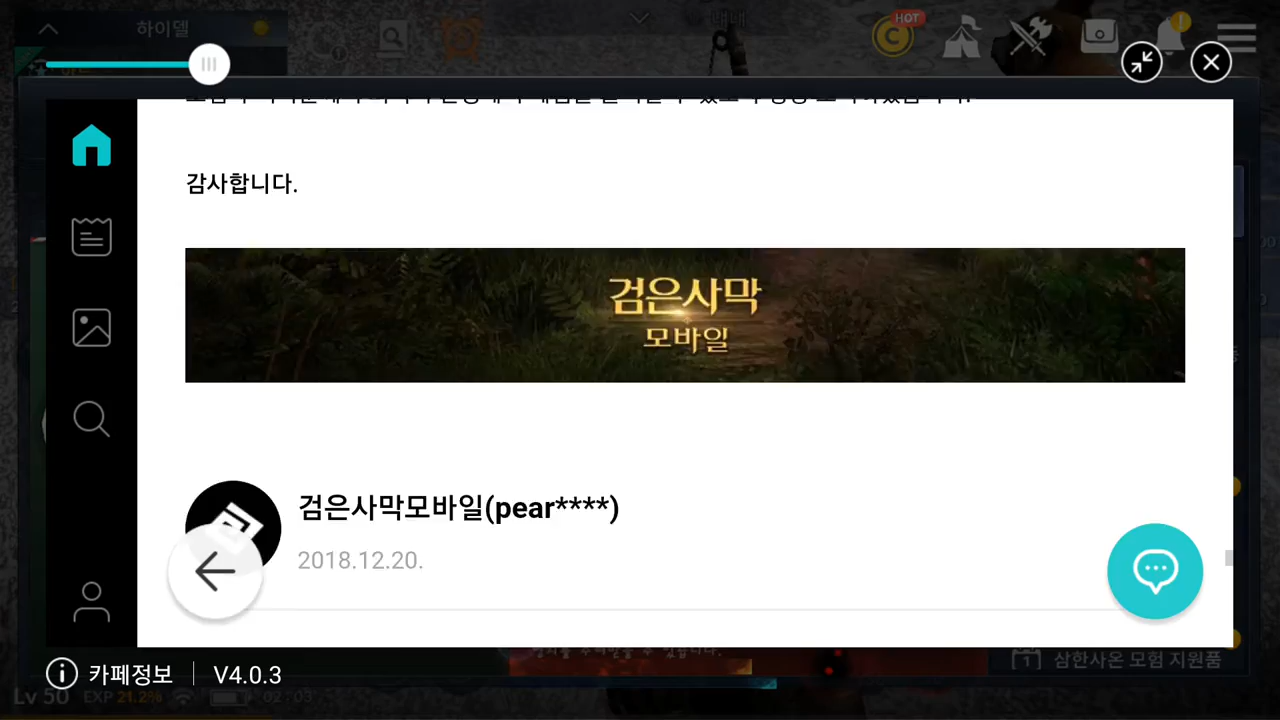 하이델
HOT
감사합니다.
검은사막
모바일
검은사막모바일(pear****)
2018.12.20.
카페정보
V4.0.3
삼한사온 모험 지원품
Lv 50 EXP 21.2% 02:03